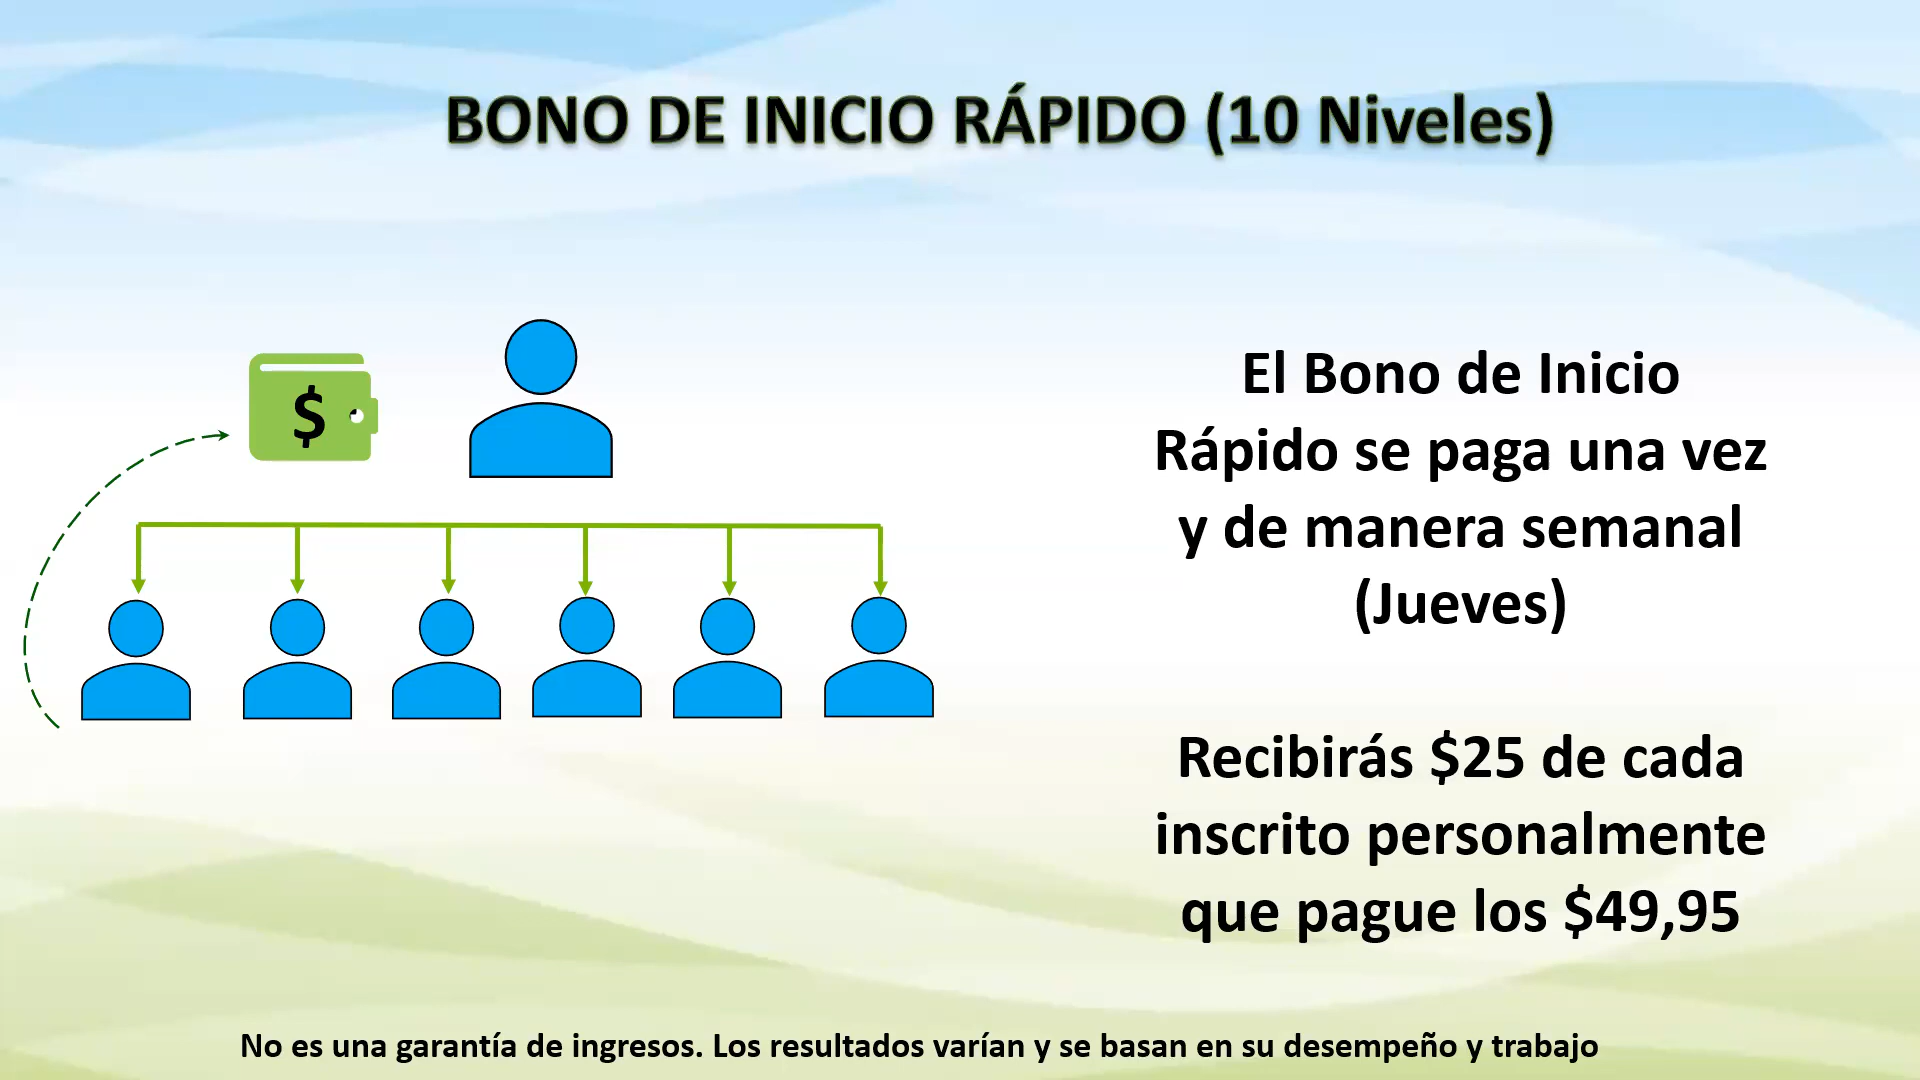 BONO DE INICIO RÁPIDO (10 Niveles)
$
El Bono de Inicio
Rápido se paga una vez
y de manera semanal
(Jueves)
Recibirás $25 de cada
inscrito personalmente
que pague los $49,95
No es una garantía de ingresos. Los resultados varían y se basan en su desempeño y trabajo